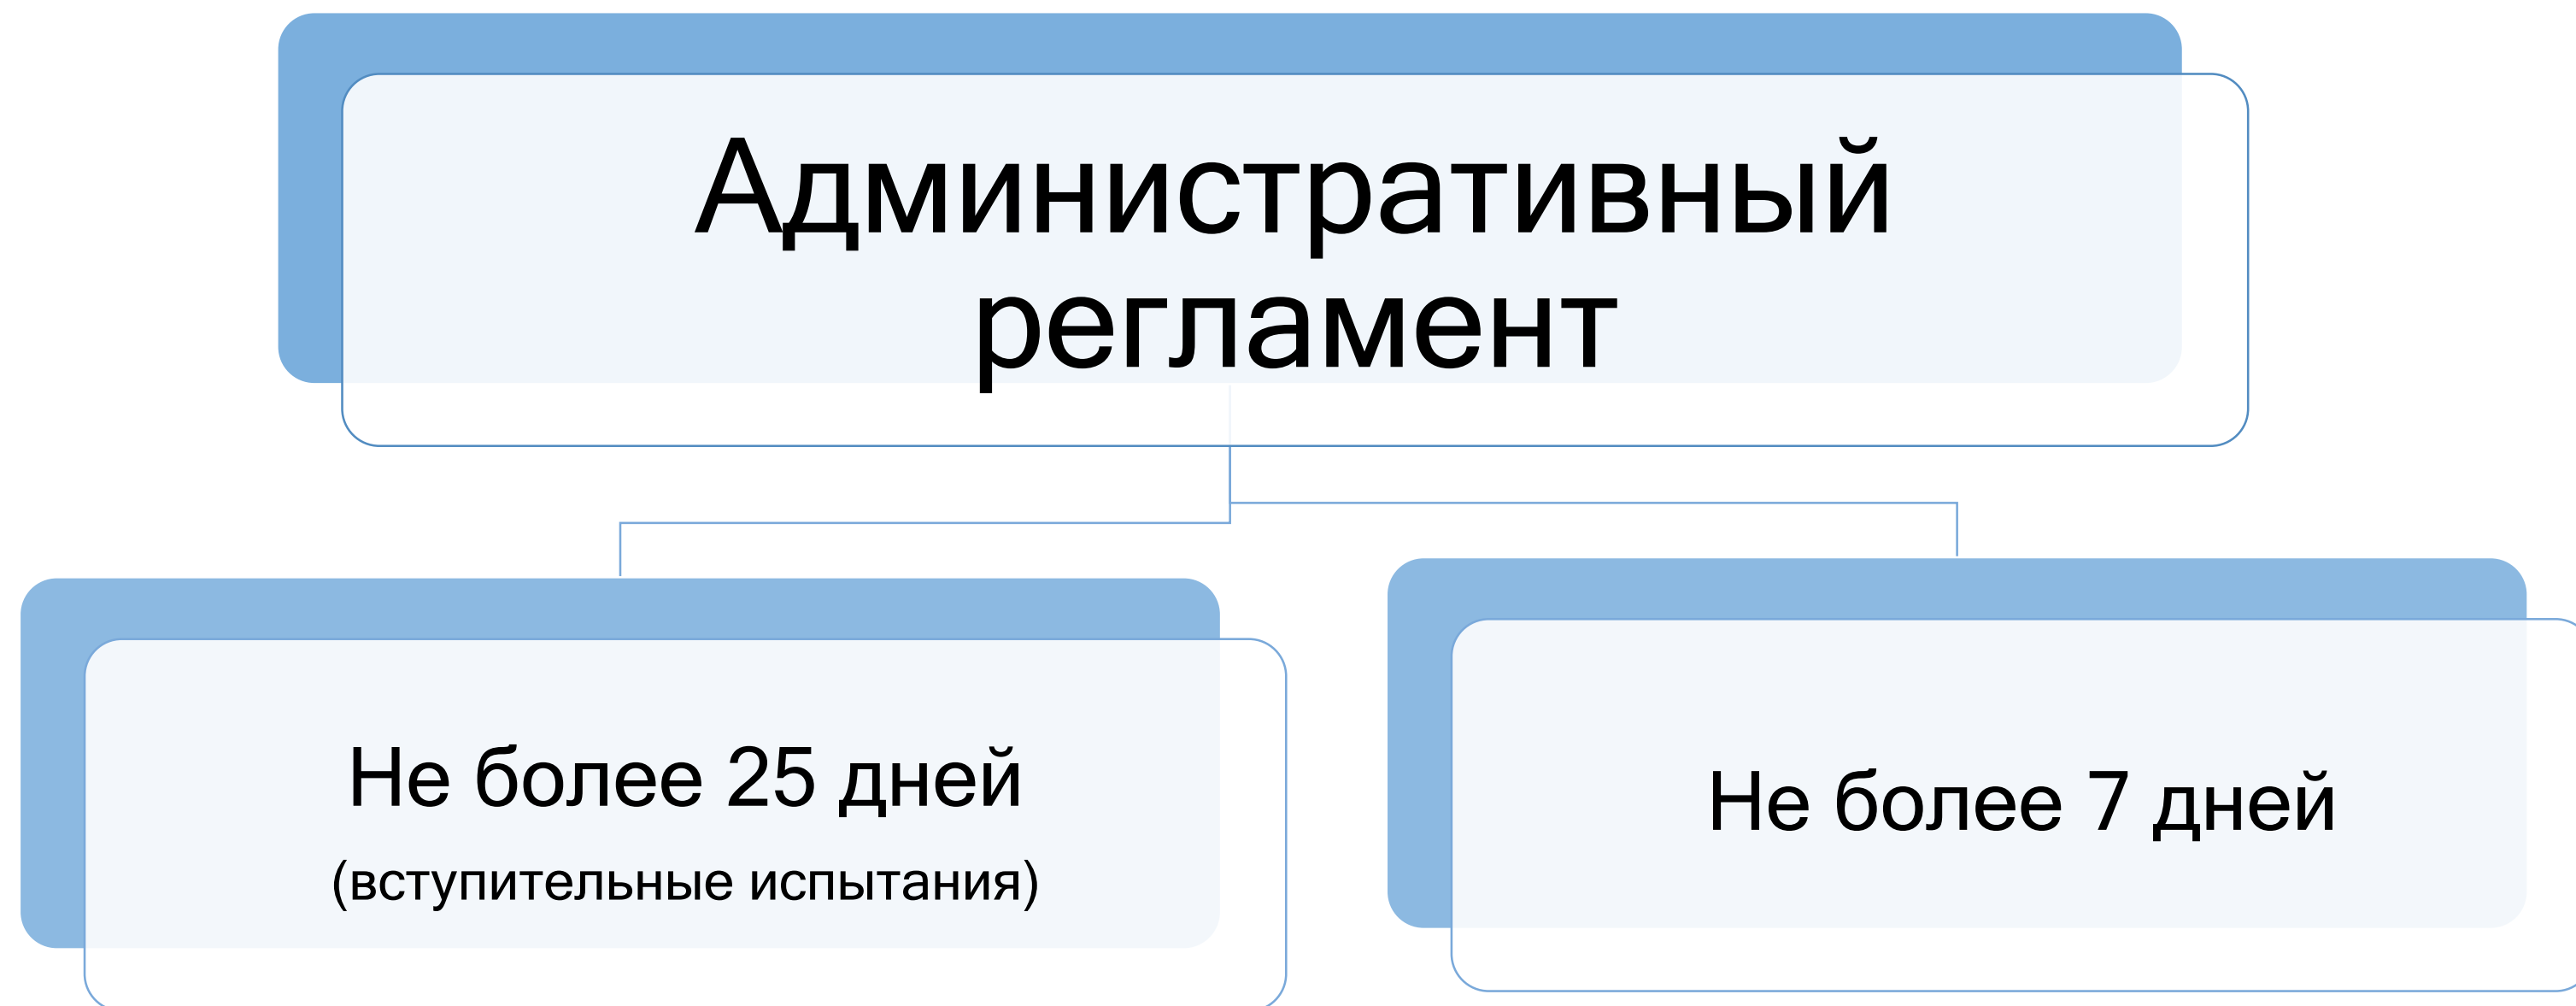 Административный
регламент
Не более 25 дней
(вступительные испытания)
Не более 7 дней